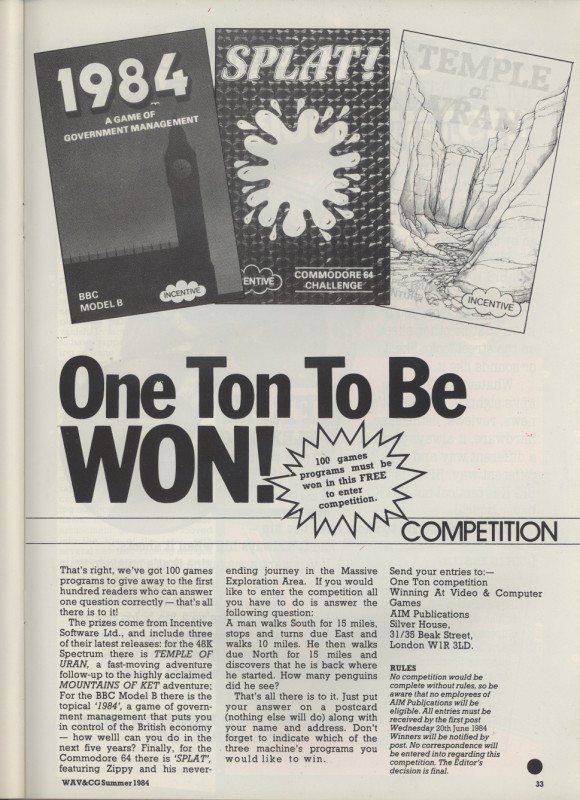 1984
A GAME OF
GOVERNMENT MANAGEMENT
BBC
MODEL B
INCENTIVE
SPLAT!
ENTIVE
COMMODORE 64
CHALLENGE
TEMPLE
of
URAN
INCENTIVE
One Ton To Be
WON!
100 games
programs must be
won in this FREE
to enter
competition.
COMPETITION
That's right, we've got 100 games
programs to give away to the first
hundred readers who can answer
one question correctly — that's all
there is to it!
The prizes come from Incentive
Software Ltd., and include three
of their latest releases: for the 48K
Spectrum there is TEMPLE OF
URAN, a fast-moving adventure
follow-up to the highly acclaimed
MOUNTAINS OF KET adventure;
For the BBC Model B there is the
topical '1984', a game of govern-
ment management that puts you
in control of the British economy
— how welll can you do in the
next five years? Finally, for the
Commodore 64 there is 'SPLAT',
featuring Zippy and his never-
ending journey in the Massive
Exploration Area. If you would
like to enter the competition all
you have to do is answer the
following question:
A man walks South for 15 miles,
stops and turns due East and
walks 10 miles. He then walks
due North for 15 miles and
discovers that he is back where
he started. How many penguins
did he see?
That's all there is to it. Just put
your answer on a postcard
(nothing else will do) along with
your name and address. Don't
forget to indicate which of the
three machine's programs you
would like to win.
Send your entries to:—
One Ton competition
Winning At Video & Computer
Games
AIM Publications
Silver House,
31/35 Beak Street,
London W1R 3LD.
RULES
No competition would be
complete without rules, so be
aware that no employees of
AIM Publications will be
eligible. All entries must be
received by the first post
Wednesday 20th June 1984
Winners will be notified by
post. No correspondence will
be entered into regarding this
competition. The Editor's
decision is final.
WAV&CG Summer 1984
33